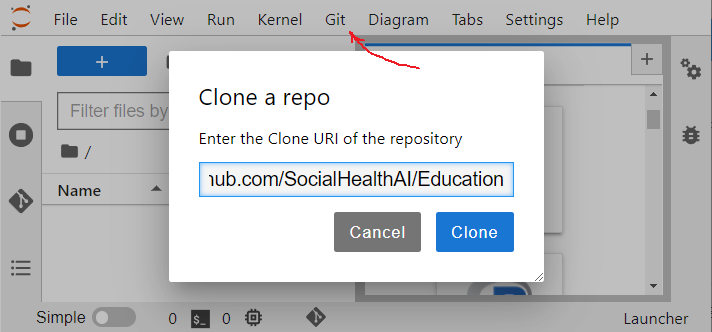 File Edit View Run Kernel Git Diagram Tabs Settings Help
+
+
Filter files by
Clone a repo
Enter the Clone URI of the repository
/
hub.com/SocialHealthAI/Education
Name
Cancel Clone
Simple 0 $_ 0 Launcher